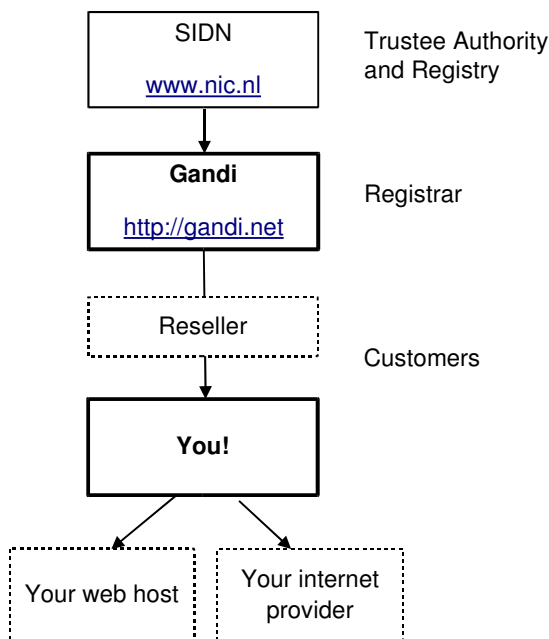 SIDN
www.nic.nl
Trustee Authority
and Registry
Gandi
http://gandi.net
Registrar
Reseller
Customers
You!
Your web host
Your internet
provider